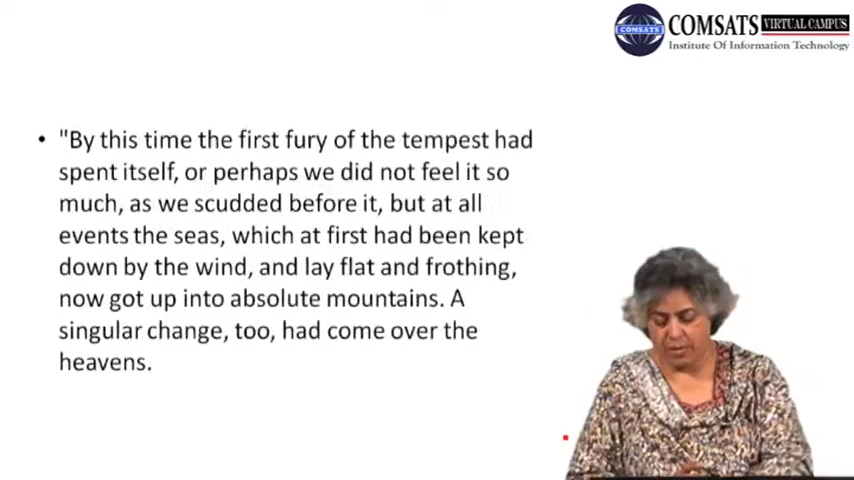 COMSATS
COMSATS VIRTUAL CAMPUS
Institute Of Information Technology
• "By this time the first fury of the tempest had
spent itself, or perhaps we did not feel it so
much, as we scudded before it, but at all
events the seas, which at first had been kept
down by the wind, and lay flat and frothing,
now got up into absolute mountains. A
singular change, too, had come over the
heavens.